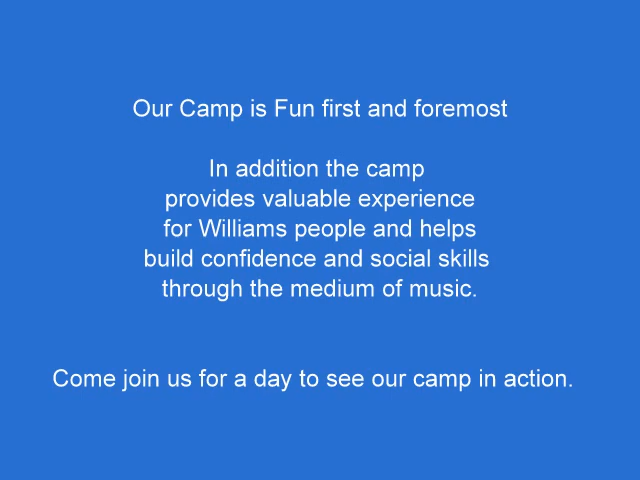 Our Camp is Fun first and foremost
In addition the camp
provides valuable experience
for Williams people and helps
build confidence and social skills
through the medium of music.
Come join us for a day to see our camp in action.